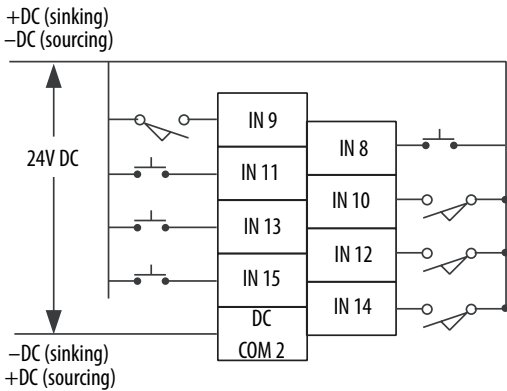 +DC (sinking)
–DC (sourcing)
24V DC
IN 9
IN 11
IN 13
IN 15
DC
COM 2
IN 8
IN 10
IN 12
IN 14
–DC (sinking)
+DC (sourcing)